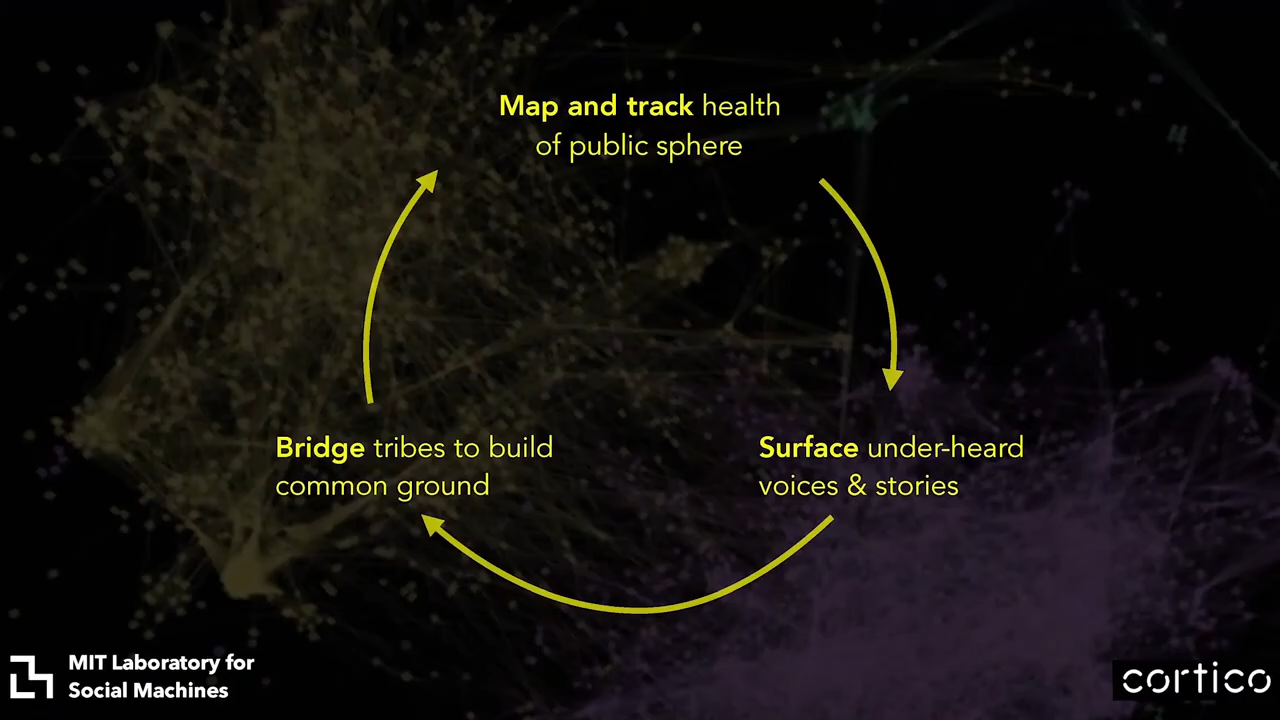 Map and track health
of public sphere
Bridge tribes to build
common ground
Surface under-heard
voices & stories
MIT Laboratory for
Social Machines
cortico